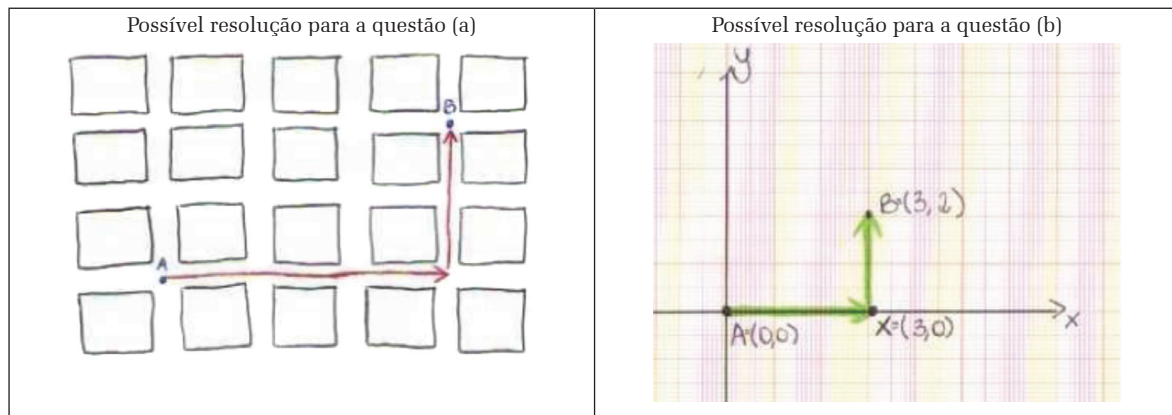 Possível resolução para a questão (a)
A
B
Possível resolução para a questão (b)
y
B=(3,2)
A=(0,0)
X=(3,0)
x